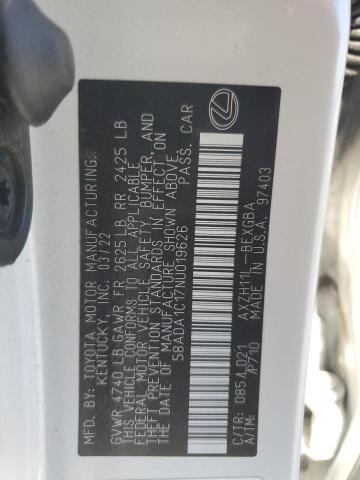 MFD. BY: TOYOTA MOTOR MANUFACTURING,
KENTUCKY, INC. 03/22
GVWR 4740 LB GAWR FR 2625 LB RR 2425 LB
THIS VEHICLE CONFORMS TO ALL APPLICABLE
FEDERAL MOTOR VEHICLE SAFETY, BUMPER, AND
THEFT PREVENTION STANDARDS IN EFFECT ON
THE DATE OF MANUFACTURE SHOWN ABOVE.
58ADA1C17NU019626 PASS. CAR
C/TR: 085/LD21 AXZH11L-BEXGBA
A/TM: /P710 MADE IN U.S.A. 97403